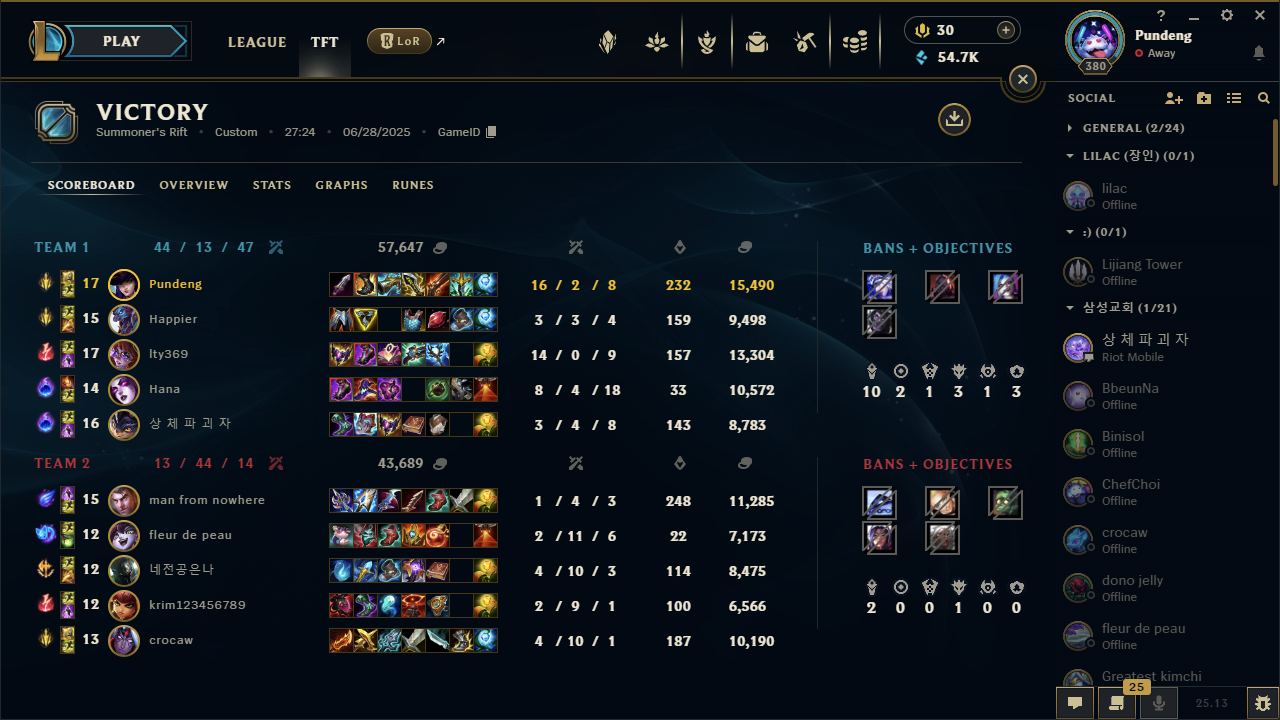 PLAY
LEAGUE
TFT
LoR
30
54.7K
?
Pundeng
Away
380
VICTORY
Summoner's Rift • Custom • 27:24 • 06/28/2025 • GameID
SCOREBOARD OVERVIEW STATS GRAPHS RUNES
TEAM 1 44 / 13 / 47 57,647
17 Pundeng 16 / 2 / 8 232 15,490
15 Happier 3 / 3 / 4 159 9,498
17 lty369 14 / 0 / 9 157 13,304
14 Hana 8 / 4 / 18 33 10,572
16 상 체 파 괴 자 3 / 4 / 8 143 8,783
BANS + OBJECTIVES
10 2 1 3 1 3
TEAM 2 13 / 44 / 14 43,689
15 man from nowhere 1 / 4 / 3 248 11,285
12 fleur de peau 2 / 11 / 6 22 7,173
12 네전공은나 4 / 10 / 3 114 8,475
12 krim123456789 2 / 9 / 1 100 6,566
13 crocaw 4 / 10 / 1 187 10,190
BANS + OBJECTIVES
2 0 0 1 0 0
SOCIAL
GENERAL (2/24)
LILAC (장인) (0/1)
lilac
Offline
:) (0/1)
Lijiang Tower
Offline
삼성교회 (1/21)
상 체 파 괴 자
Riot Mobile
BbeunNa
Offline
Binisol
Offline
ChefChoi
Offline
crocaw
Offline
dono jelly
Offline
fleur de peau
Offline
Greatest kimchi
25
25.13